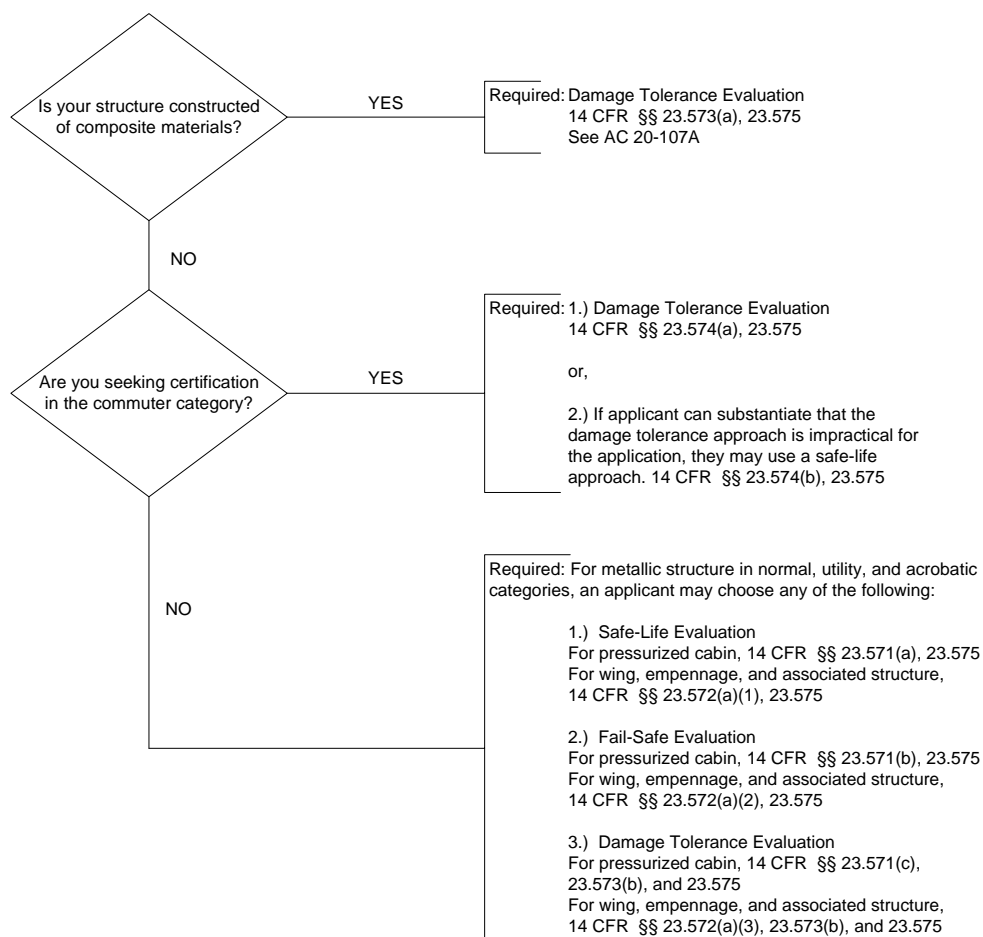 Is your structure constructed
of composite materials?
YES
Required: Damage Tolerance Evaluation
14 CFR §§ 23.573(a), 23.575
See AC 20-107A
NO
Are you seeking certification
in the commuter category?
YES
Required: 1.) Damage Tolerance Evaluation
14 CFR §§ 23.574(a), 23.575
or,
2.) If applicant can substantiate that the
damage tolerance approach is impractical for
the application, they may use a safe-life
approach. 14 CFR §§ 23.574(b), 23.575
NO
Required: For metallic structure in normal, utility, and acrobatic
categories, an applicant may choose any of the following:
1.) Safe-Life Evaluation
For pressurized cabin, 14 CFR §§ 23.571(a), 23.575
For wing, empennage, and associated structure,
14 CFR §§ 23.572(a)(1), 23.575
2.) Fail-Safe Evaluation
For pressurized cabin, 14 CFR §§ 23.571(b), 23.575
For wing, empennage, and associated structure,
14 CFR §§ 23.572(a)(2), 23.575
3.) Damage Tolerance Evaluation
For pressurized cabin, 14 CFR §§ 23.571(c),
23.573(b), and 23.575
For wing, empennage, and associated structure,
14 CFR §§ 23.572(a)(3), 23.573(b), and 23.575